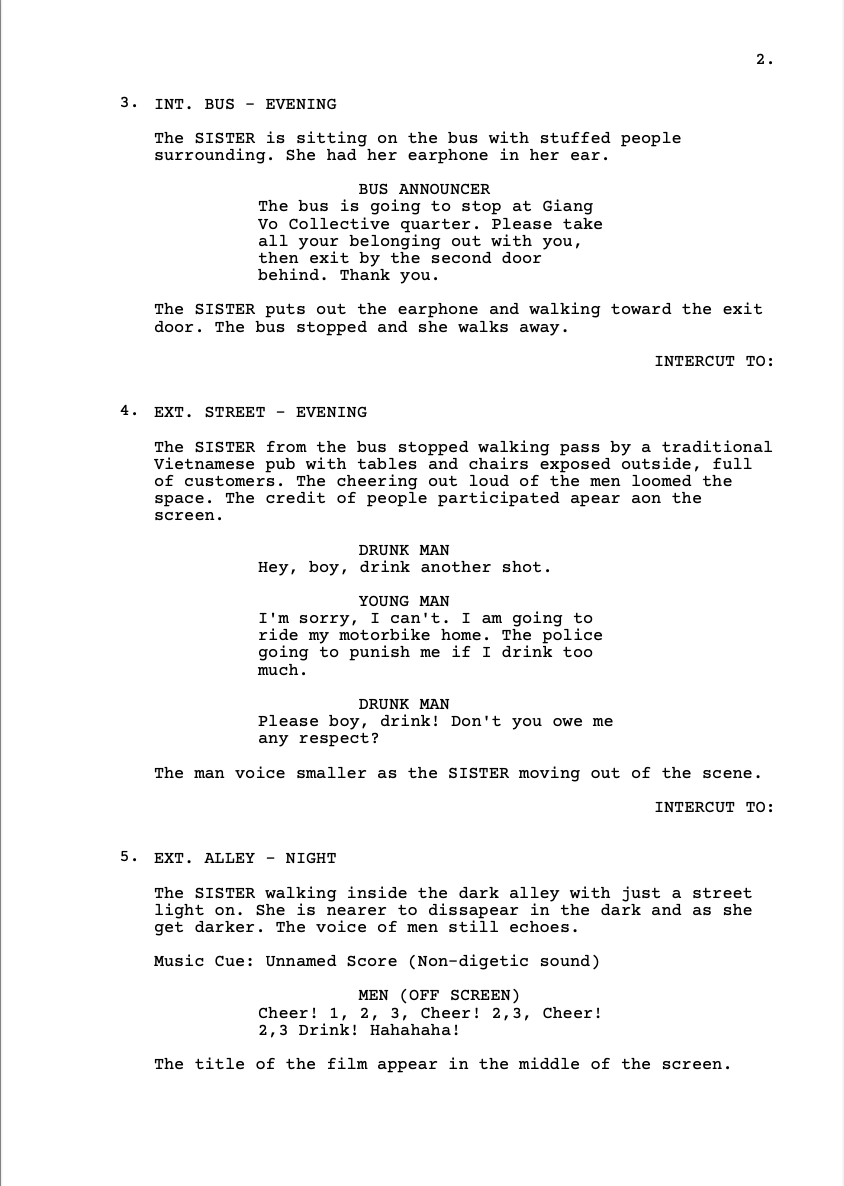 2.
3. INT. BUS - EVENING
The SISTER is sitting on the bus with stuffed people
surrounding. She had her earphone in her ear.
BUS ANNOUNCER
The bus is going to stop at Giang
Vo Collective quarter. Please take
all your belonging out with you,
then exit by the second door
behind. Thank you.
The SISTER puts out the earphone and walking toward the exit
door. The bus stopped and she walks away.
INTERCUT TO:
4. EXT. STREET - EVENING
The SISTER from the bus stopped walking pass by a traditional
Vietnamese pub with tables and chairs exposed outside, full
of customers. The cheering out loud of the men loomed the
space. The credit of people participated apear aon the
screen.
DRUNK MAN
Hey, boy, drink another shot.
YOUNG MAN
I'm sorry, I can't. I am going to
ride my motorbike home. The police
going to punish me if I drink too
much.
DRUNK MAN
Please boy, drink! Don't you owe me
any respect?
The man voice smaller as the SISTER moving out of the scene.
INTERCUT TO:
5. EXT. ALLEY - NIGHT
The SISTER walking inside the dark alley with just a street
light on. She is nearer to dissapear in the dark and as she
get darker. The voice of men still echoes.
Music Cue: Unnamed Score (Non-digetic sound)
MEN (OFF SCREEN)
Cheer! 1, 2, 3, Cheer! 2,3, Cheer!
2,3 Drink! Hahahaha!
The title of the film appear in the middle of the screen.